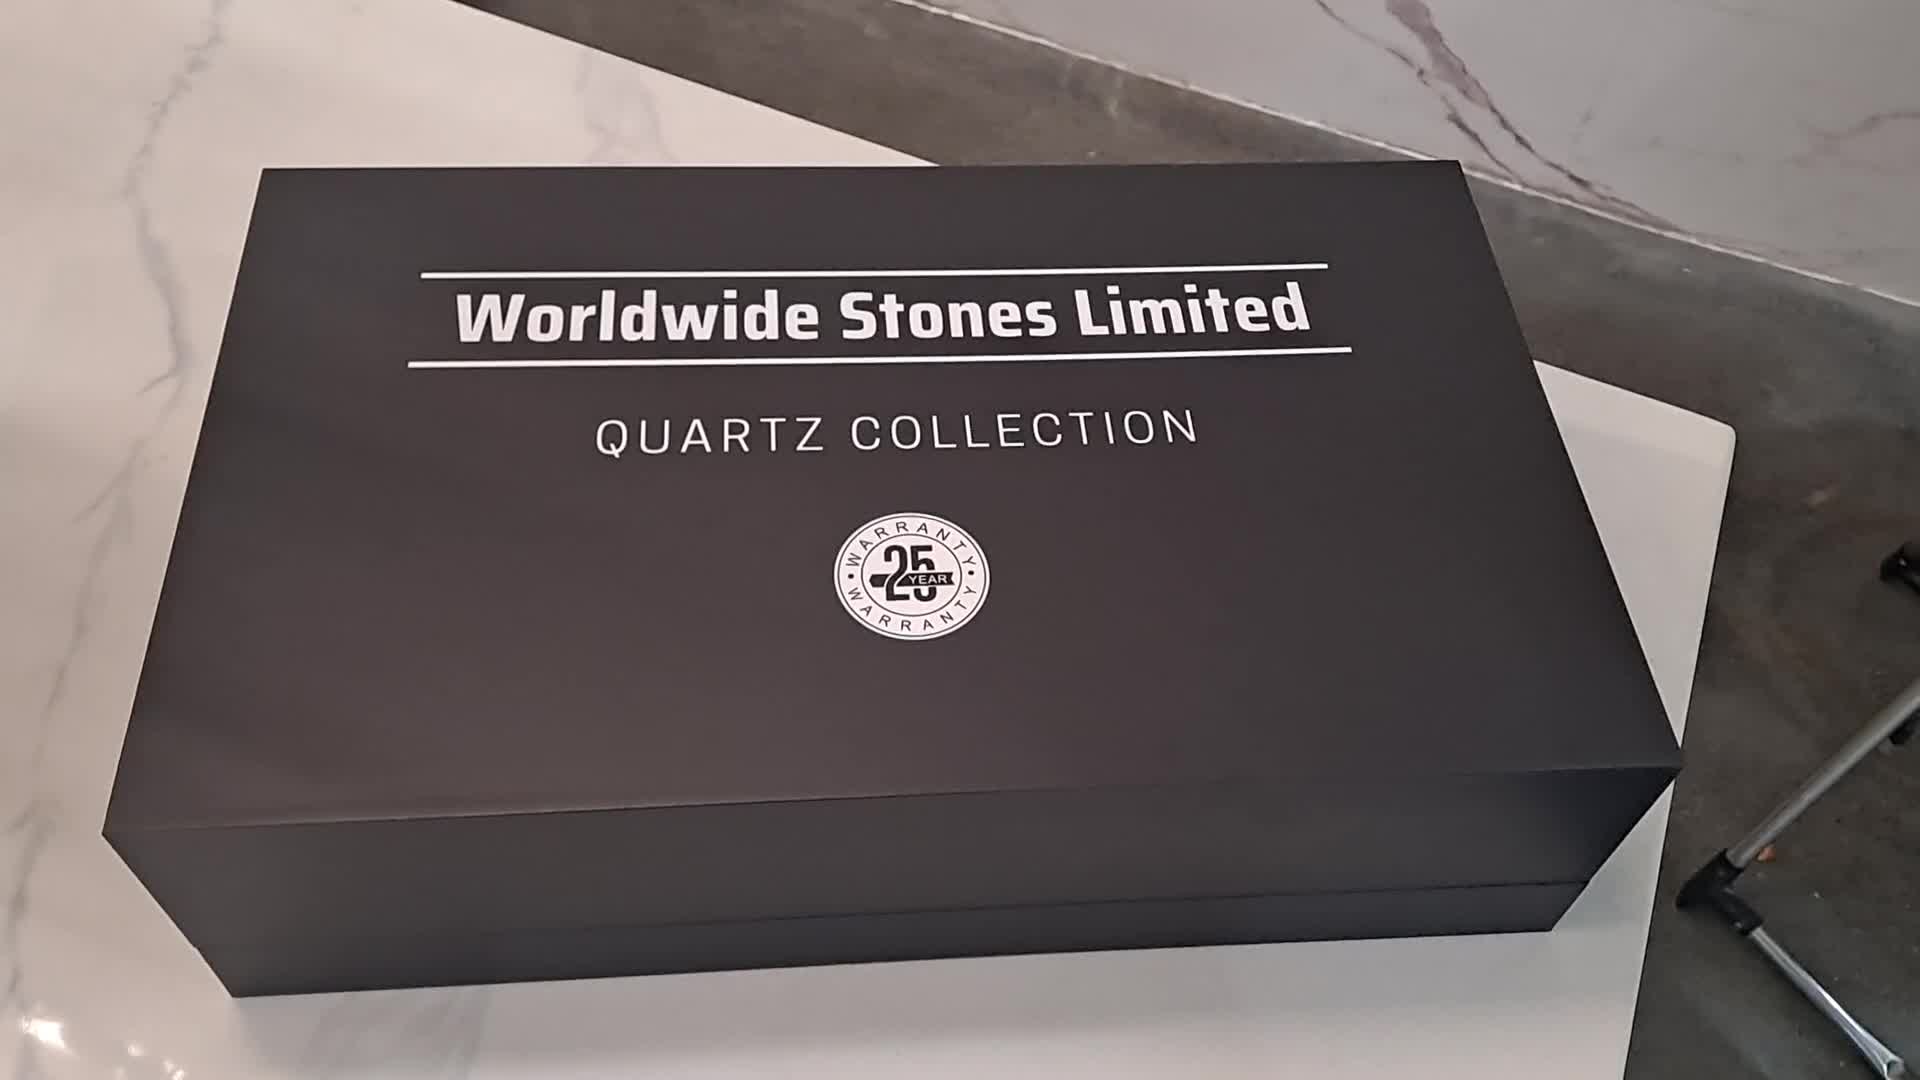 Worldwide Stones Limited
QUARTZ COLLECTION
WARRANTY
25
YEAR
WARRANTY